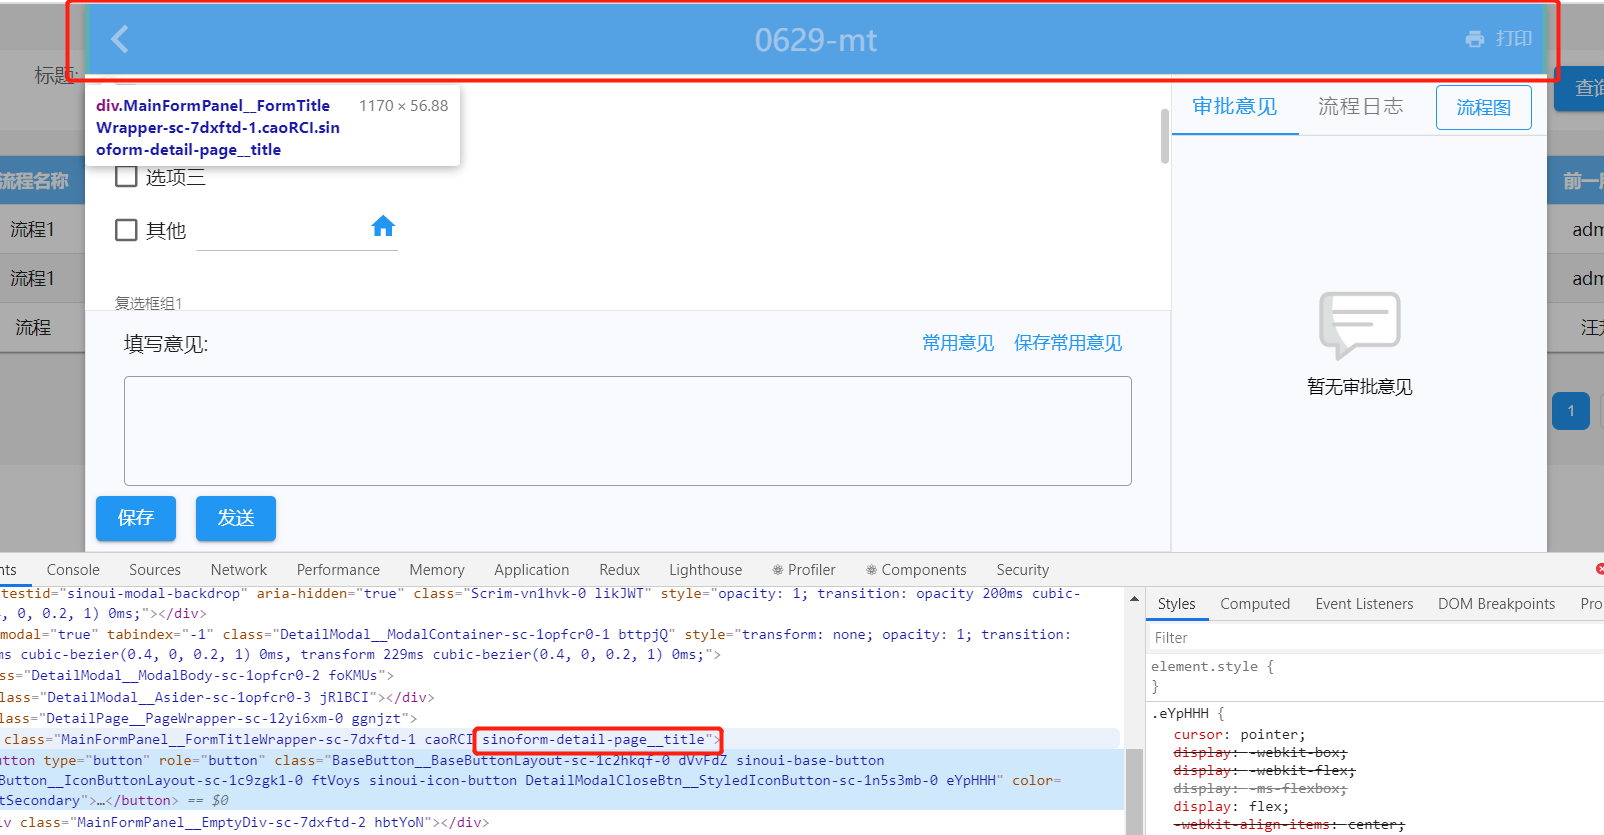 0629-mt
打印
标题:
查询
div.MainFormPanel__FormTitle 1170 × 56.88
Wrapper-sc-7dxftd-1.caoRCI.sin
oform-detail-page__title
审批意见 流程日志 流程图
流程名称
前一
选项三
流程1
其他
adm
流程1
adm
复选框组1
流程
填写意见:
常用意见 保存常用意见
暂无审批意见
1
保存 发送
nts Console Sources Network Performance Memory Application Redux Lighthouse Profiler Components Security
testid="sinoui-modal-backdrop" aria-hidden="true" class="Scrim-vn1hvk-0 likJWT" style="opacity: 1; transition: opacity 200ms cubic-
, 0, 0.2, 1) 0ms;"></div>
modal="true" tabindex="-1" class="DetailModal__ModalContainer-sc-1opfcr0-1 bttpjQ" style="transform: none; opacity: 1; transition:
ms cubic-bezier(0.4, 0, 0.2, 1) 0ms, transform 229ms cubic-bezier(0.4, 0, 0.2, 1) 0ms;">
ss="DetailModal__ModalBody-sc-1opfcr0-2 foKMUs">
lass="DetailModal__Asider-sc-1opfcr0-3 jRlBCI"></div>
lass="DetailPage__PageWrapper-sc-12yi6xm-0 ggnjzt">
class="MainFormPanel__FormTitleWrapper-sc-7dxftd-1 caoRCI sinoform-detail-page__title">
utton type="button" role="button" class="BaseButton__BaseButtonLayout-sc-1c2hkqf-0 dVvFdZ sinoui-base-button
Button__IconButtonLayout-sc-1c9zgk1-0 ftVoys sinoui-icon-button DetailModalCloseBtn__StyledIconButton-sc-1n5s3mb-0 eYpHHH" color=
tSecondary">…</button> == $0
iv class="MainFormPanel__EmptyDiv-sc-7dxftd-2 hbtYoN"></div>
Styles Computed Event Listeners DOM Breakpoints Pro
Filter
element.style {
}
.eYpHHH {
cursor: pointer;
display: -webkit-box;
display: -webkit-flex;
display: -ms-flexbox;
display: flex;
-webkit-align-items: center;